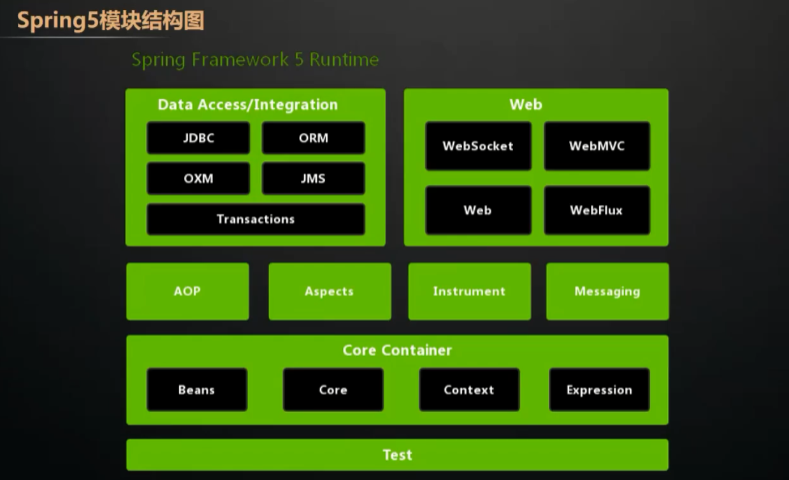 Spring5模块结构图
Spring Framework 5 Runtime
Data Access/Integration
JDBC
ORM
OXM
JMS
Transactions
Web
WebSocket
WebMVC
Web
WebFlux
AOP
Aspects
Instrument
Messaging
Core Container
Beans
Core
Context
Expression
Test